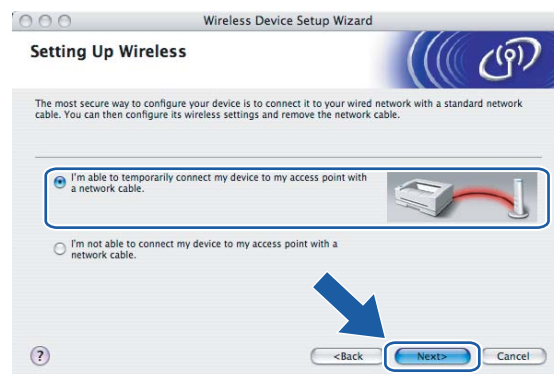 Wireless Device Setup Wizard
Setting Up Wireless
The most secure way to configure your device is to connect it to your wired network with a standard network
cable. You can then configure its wireless settings and remove the network cable.
I'm able to temporarily connect my device to my access point with
a network cable.
I'm not able to connect my device to my access point with a
network cable.
?
<Back
Next>
Cancel